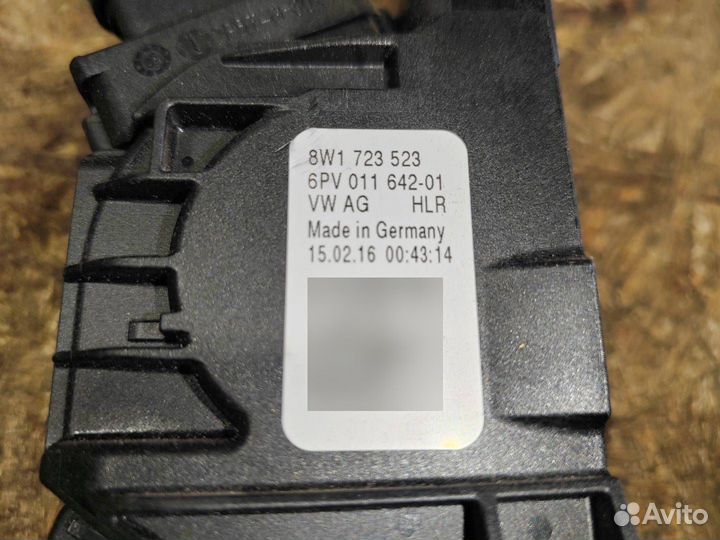 8W1 723 523
6PV 011 642-01
VW AG HLR
Made in Germany
15.02.16 00:43:14
Avito